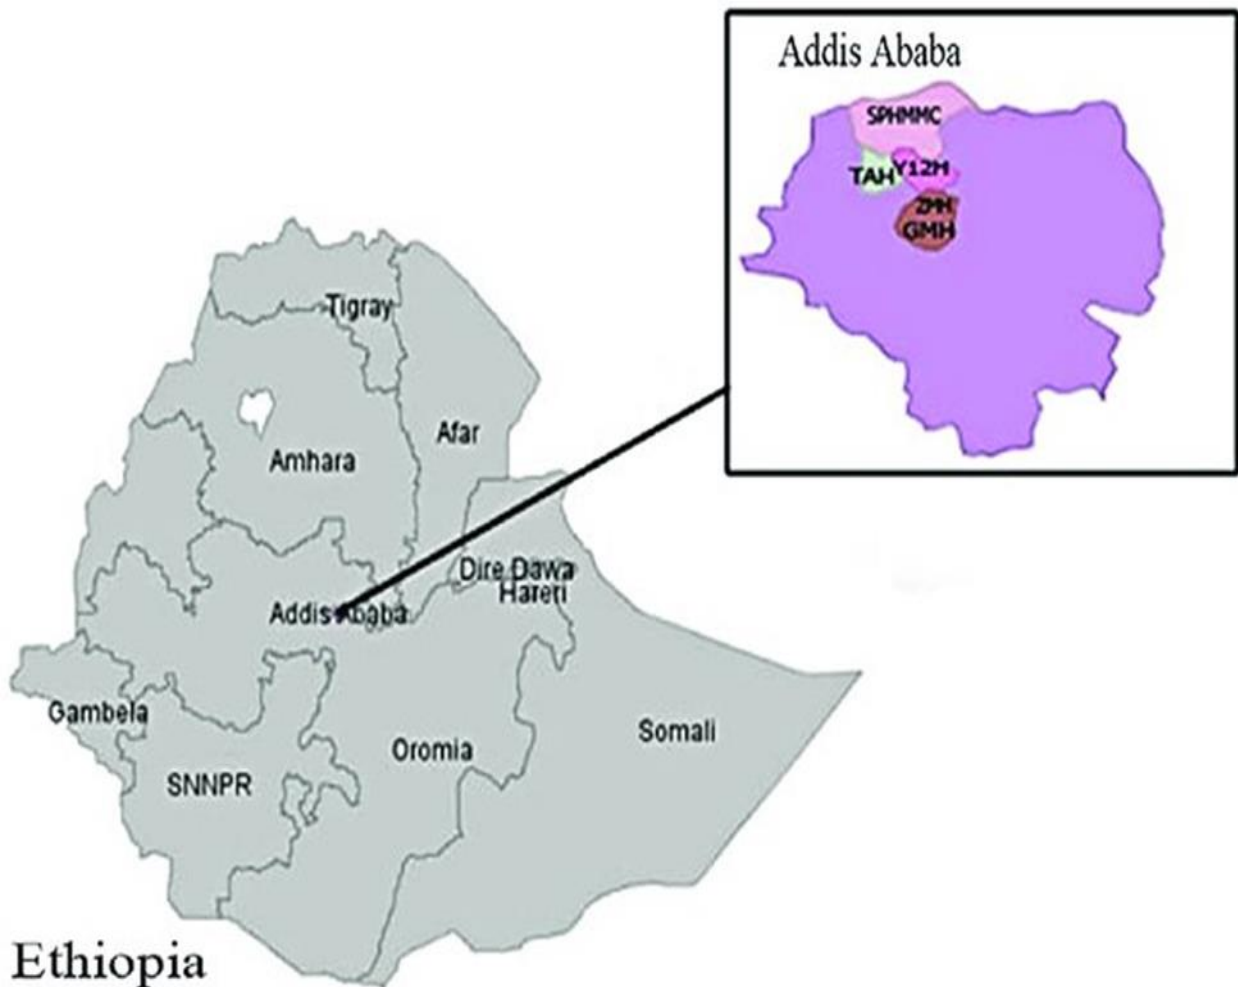 Addis Ababa
SPHMMC
TAH
Y12H
ZMH
GMH
Tigray
Afar
Amhara
Dire Dawa
Hareri
Addis Ababa
Gambela
Somali
Oromia
SNNPR
Ethiopia